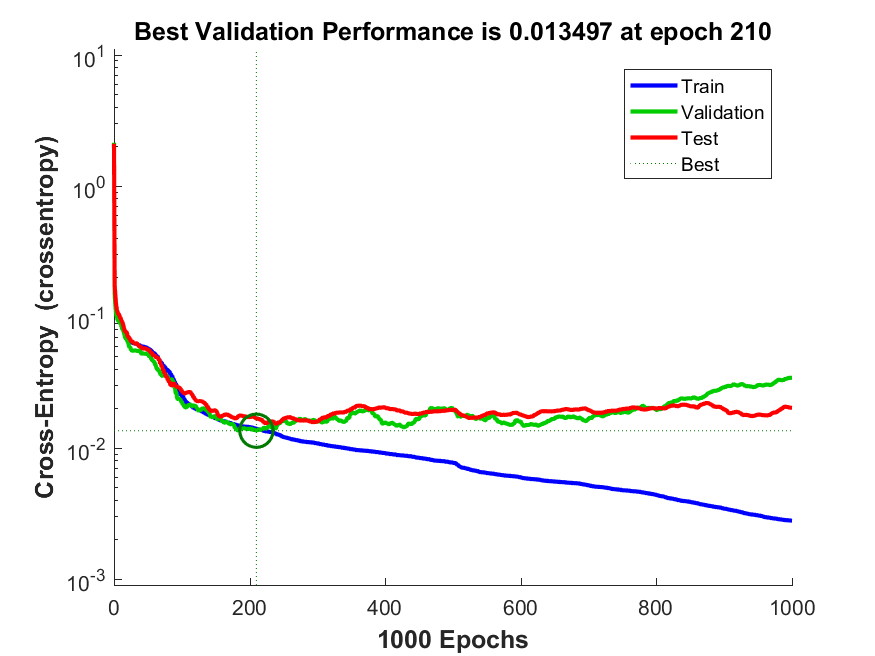 Best Validation Performance is 0.013497 at epoch 210
Cross-Entropy (crossentropy)
10^1
10^0
10^-1
10^-2
10^-3
Train
Validation
Test
Best
0 200 400 600 800 1000
1000 Epochs